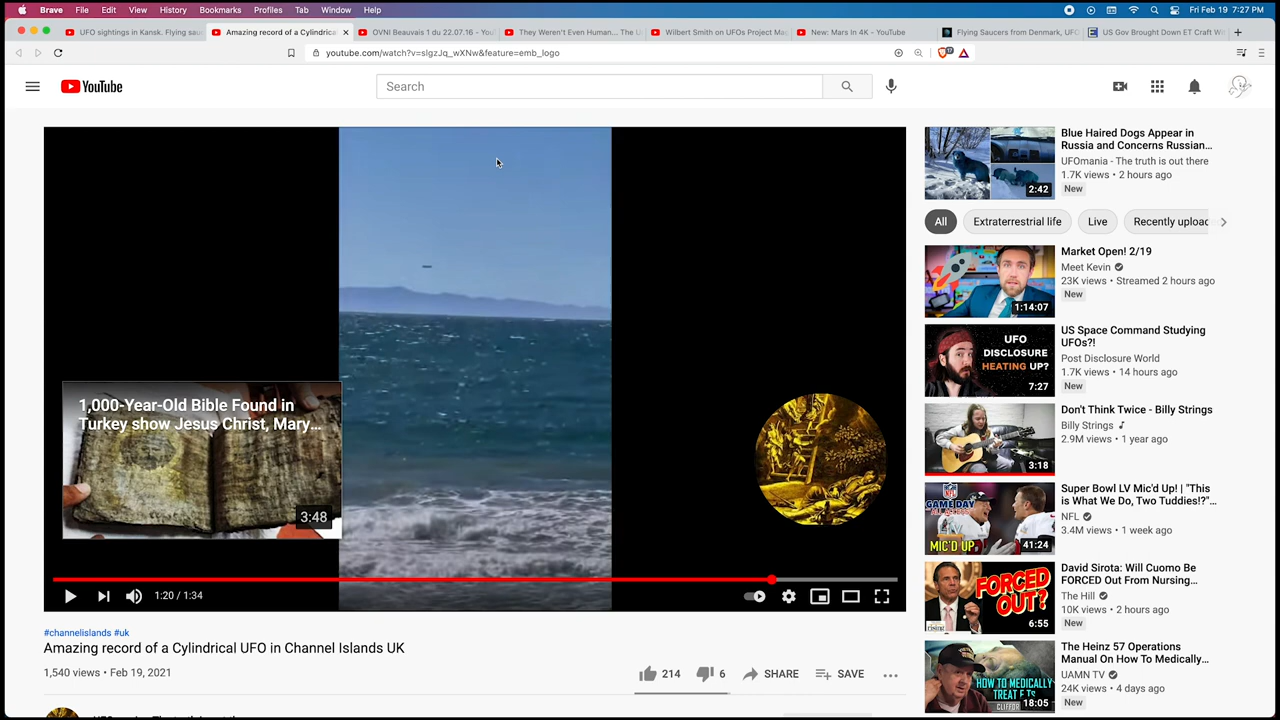 Brave File Edit View History Bookmarks Profiles Tab Window Help Fri Feb 19 7:27 PM
UFO sightings in Kansk. Flying sau
Amazing record of a Cylindrical
OVNI Beauvais 1 du 22.07.16 - You
They Weren't Even Human... The U
Wilbert Smith on UFOs Project Mag
New: Mars In 4K - YouTube
Flying Saucers from Denmark, UFO
US Gov Brought Down ET Craft Wi
youtube.com/watch?v=slgzJq_wXNw&feature=emb_logo
YouTube
Search
1,000-Year-Old Bible Found in
Turkey show Jesus Christ, Mary...
3:48
1:20 / 1:34
#channelislands #uk
Amazing record of a Cylindrical UFO in Channel Islands UK
1,540 views • Feb 19, 2021
214 6 SHARE SAVE
Blue Haired Dogs Appear in
Russia and Concerns Russian...
UFOmania - The truth is out there
1.7K views • 2 hours ago
New
2:42
All Extraterrestrial life Live Recently uploac
Market Open! 2/19
Meet Kevin
23K views • Streamed 2 hours ago
New
1:14:07
US Space Command Studying
UFOs?!
Post Disclosure World
1.7K views • 14 hours ago
New
UFO
DISCLOSURE
HEATING UP?
7:27
Don't Think Twice - Billy Strings
Billy Strings
2.9M views • 1 year ago
3:18
Super Bowl LV Mic'd Up! | "This
is What We Do, Two Tuddies!?"...
NFL
3.4M views • 1 week ago
GAME DAY
MIC'D UP
41:24
David Sirota: Will Cuomo Be
FORCED Out From Nursing...
The Hill
10K views • 2 hours ago
New
FORCED
OUT?
rising
6:55
The Heinz 57 Operations
Manual On How To Medically...
UAMN TV
24K views • 4 days ago
New
HOW TO MEDICALLY
TREAT ETs
CLIFFOR
18:05